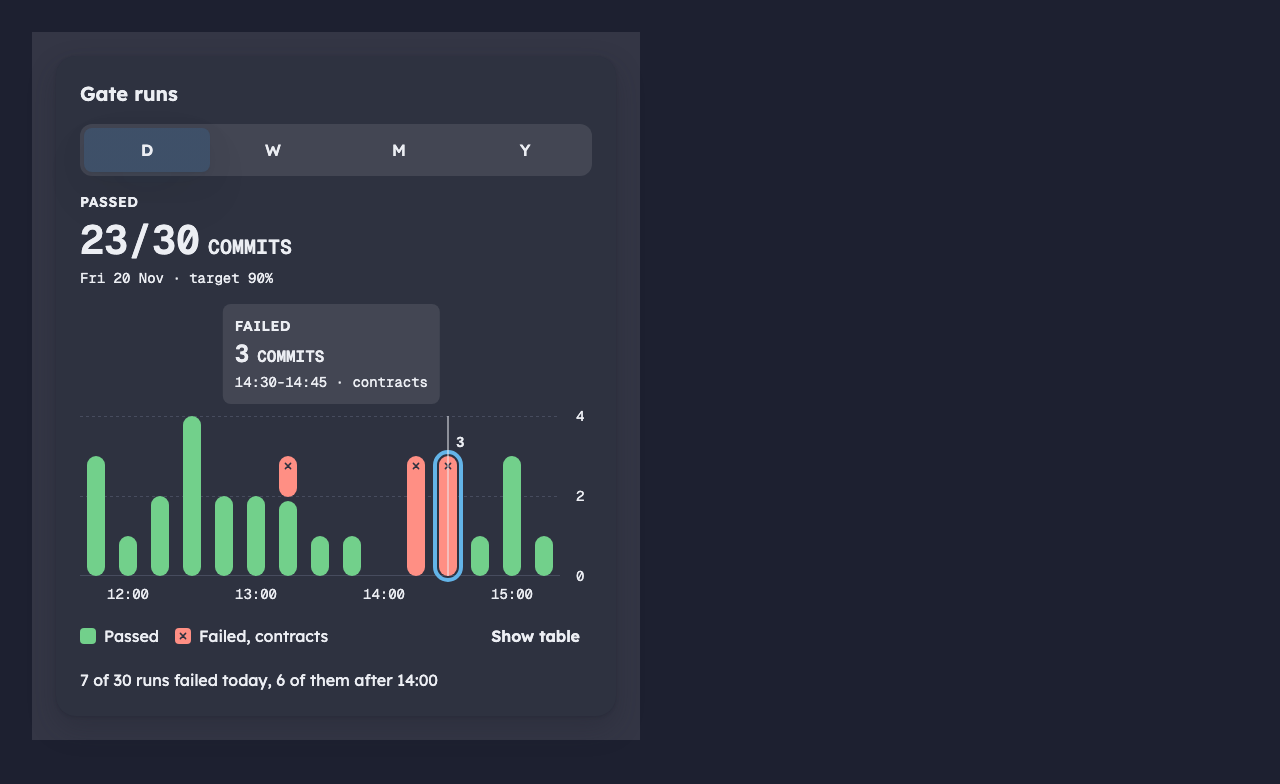 Gate runs
D W M Y
PASSED
23/30 COMMITS
Fri 20 Nov · target 90%
FAILED
3 COMMITS
14:30-14:45 · contracts
4
3
2
0
12:00 13:00 14:00 15:00
Passed × Failed, contracts Show table
7 of 30 runs failed today, 6 of them after 14:00